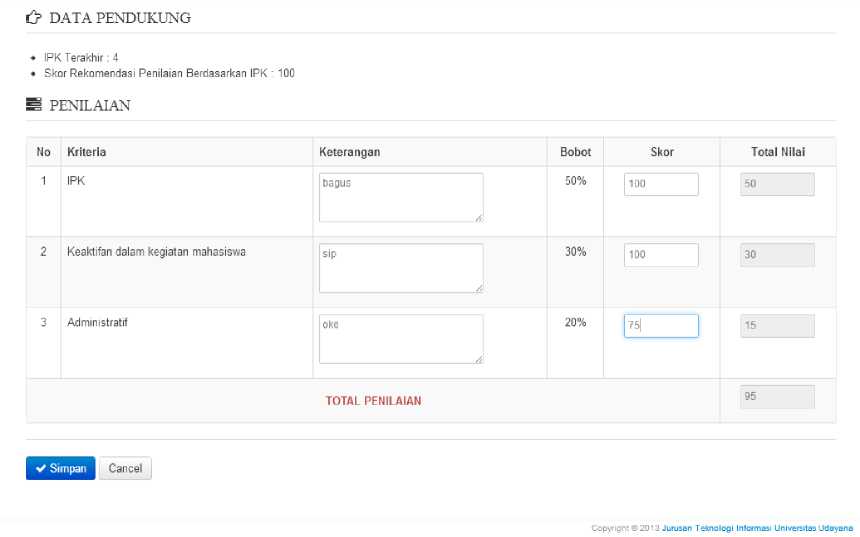 DATA PENDUKUNG
IPK Terakhir : 4
Skor Rekomendasi Penilaian Berdasarkan IPK : 100
PENILAIAN
No Kriteria Keterangan Bobot Skor Total Nilai
1 IPK bagus 50% 100 50
2 Keaktifan dalam kegiatan mahasiswa sip 30% 100 30
3 Administratif oke 20% 75 15
TOTAL PENILAIAN 95
Simpan Cancel
Copyright © 2013 Jurusan Teknologi Informasi Universitas Udayana